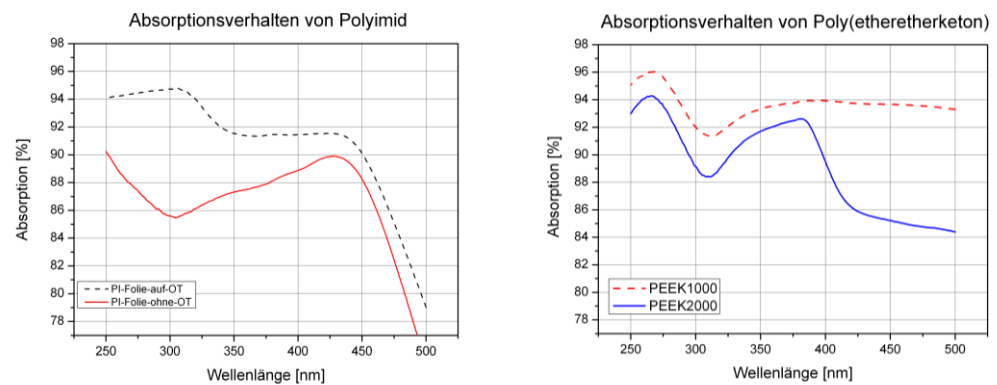 Absorptionsverhalten von Polyimid
98
96
94
92
90
88
86
84
82
80
78
Absorption [%]
PI-Folie-auf-OT
PI-Folie-ohne-OT
250 300 350 400 450 500
Wellenlänge [nm]
Absorptionsverhalten von Poly(etheretherketon)
98
96
94
92
90
88
86
84
82
80
78
Absorption [%]
PEEK1000
PEEK2000
250 300 350 400 450 500
Wellenlänge [nm]